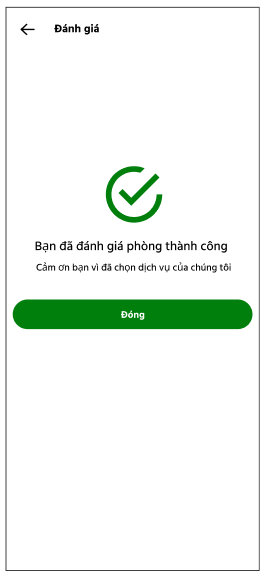 Đánh giá
Bạn đã đánh giá phòng thành công
Cảm ơn bạn vì đã chọn dịch vụ của chúng tôi
Đóng